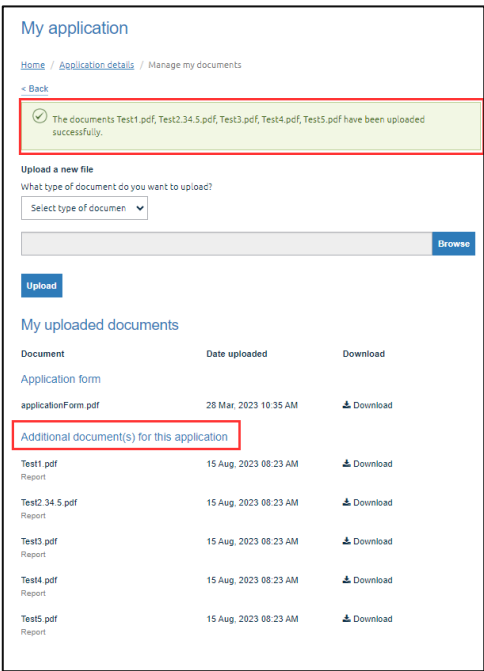 My application
Home / Application details / Manage my documents
< Back
The documents Test1.pdf, Test2.34.5.pdf, Test3.pdf, Test4.pdf, Test5.pdf have been uploaded
successfully.
Upload a new file
What type of document do you want to upload?
Select type of documen
Browse
Upload
My uploaded documents
Document Date uploaded Download
Application form
applicationForm.pdf 28 Mar, 2023 10:35 AM Download
Additional document(s) for this application
Test1.pdf 15 Aug, 2023 08:23 AM Download
Report
Test2.34.5.pdf 15 Aug, 2023 08:23 AM Download
Report
Test3.pdf 15 Aug, 2023 08:23 AM Download
Report
Test4.pdf 15 Aug, 2023 08:23 AM Download
Report
Test5.pdf 15 Aug, 2023 08:23 AM Download
Report